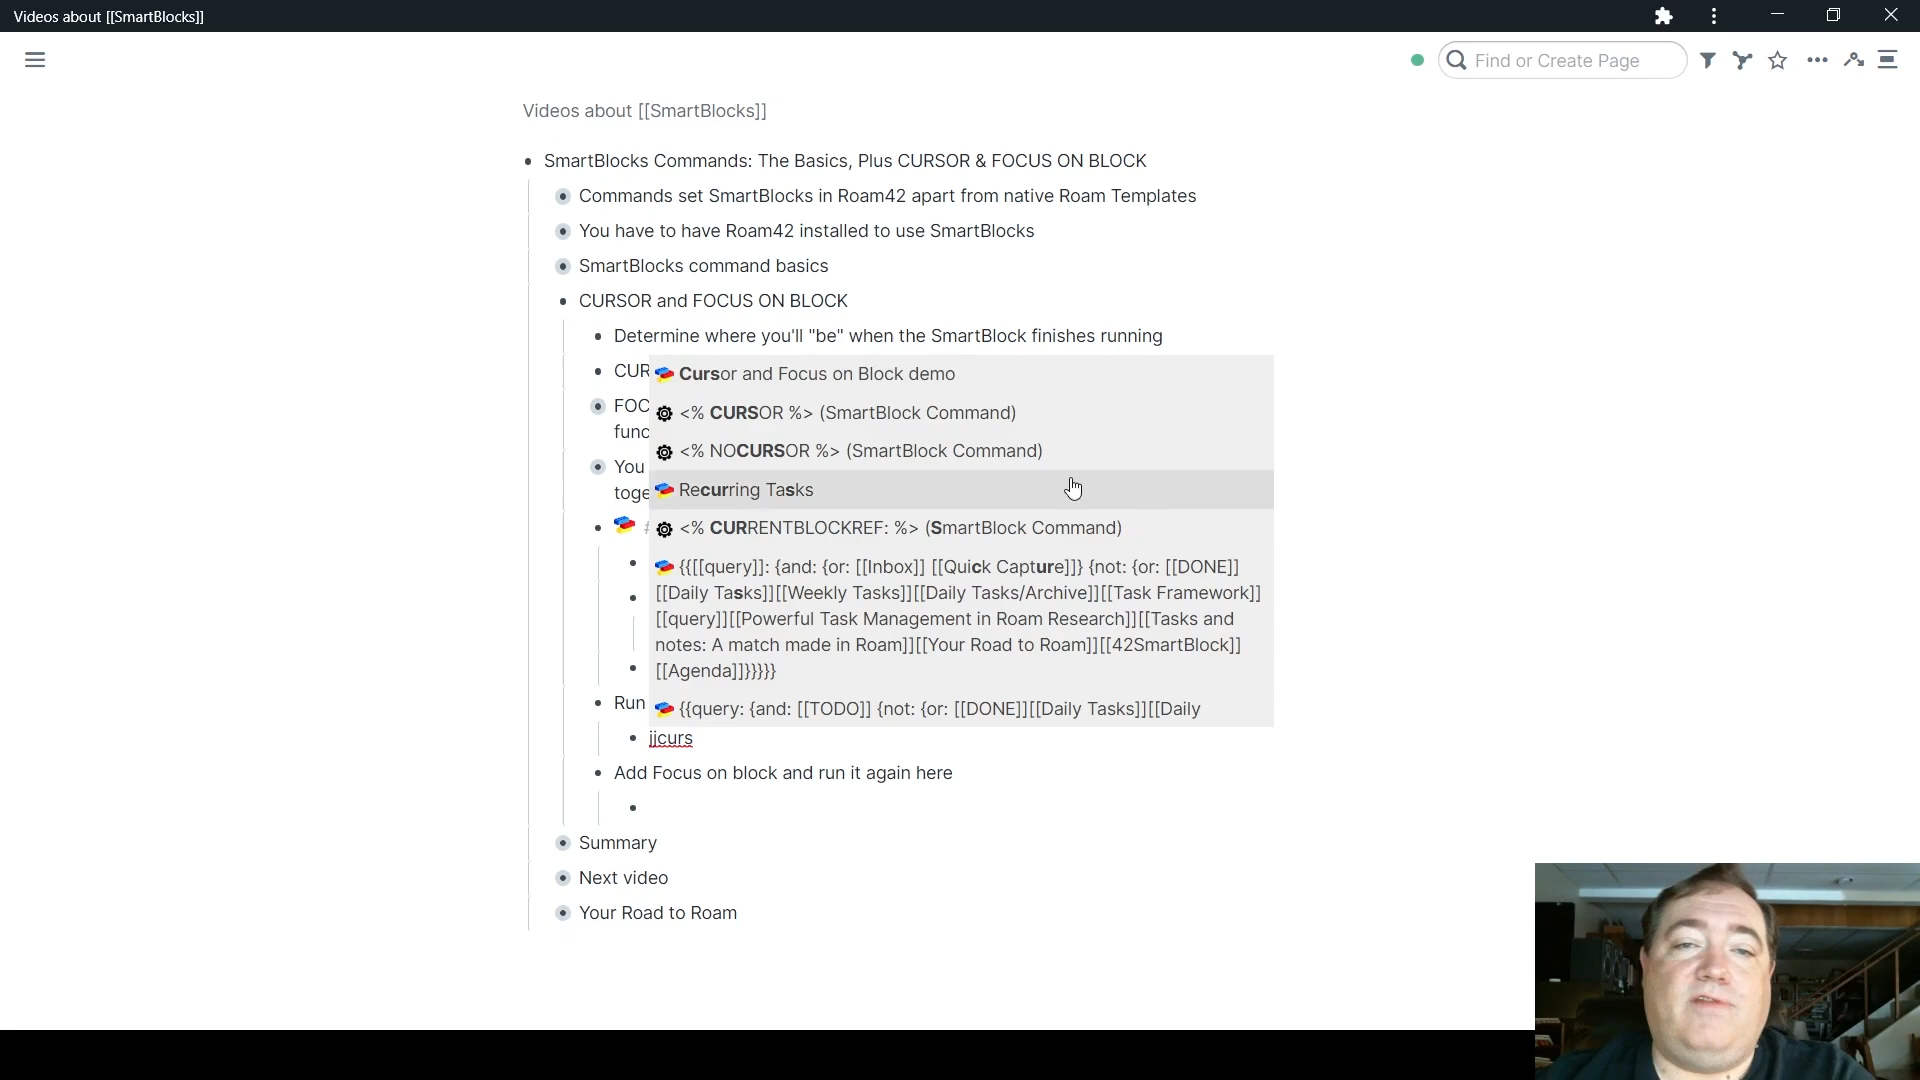 Videos about [[SmartBlocks]]
Find or Create Page
Videos about [[SmartBlocks]]
SmartBlocks Commands: The Basics, Plus CURSOR & FOCUS ON BLOCK
Commands set SmartBlocks in Roam42 apart from native Roam Templates
You have to have Roam42 installed to use SmartBlocks
SmartBlocks command basics
CURSOR and FOCUS ON BLOCK
Determine where you'll "be" when the SmartBlock finishes running
CUR
FOC
func
You
toge
#
Cursor and Focus on Block demo
<% CURSOR %> (SmartBlock Command)
<% NOCURSOR %> (SmartBlock Command)
Recurring Tasks
<% CURRENTBLOCKREF: %> (SmartBlock Command)
{{[[query]]: {and: {or: [[Inbox]] [[Quick Capture]]} {not: {or: [[DONE]]
[[Daily Tasks]][[Weekly Tasks]][[Daily Tasks/Archive]][[Task Framework]]
[[query]][[Powerful Task Management in Roam Research]][[Tasks and
notes: A match made in Roam]][[Your Road to Roam]][[42SmartBlock]]
[[Agenda]]}}}}}
{{query: {and: [[TODO]] {not: {or: [[DONE]][[Daily Tasks]][[Daily
Run
jjcurs
Add Focus on block and run it again here
Summary
Next video
Your Road to Roam